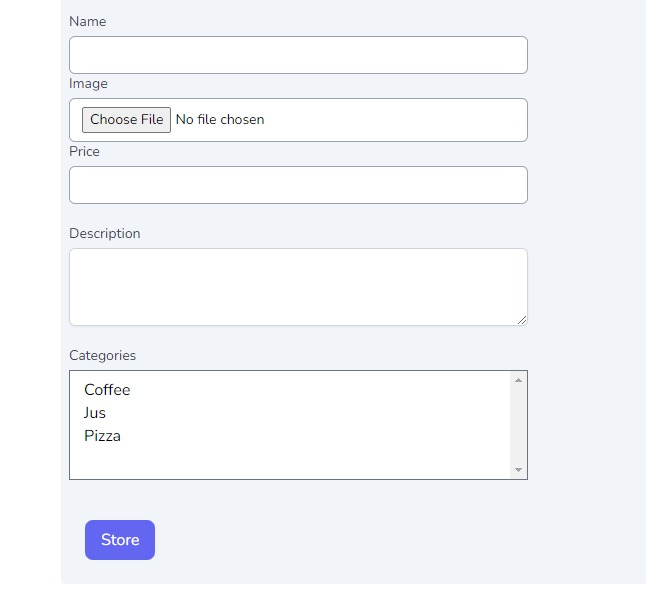 Name
Image
Choose File No file chosen
Price
Description
Categories
Coffee
Jus
Pizza
Store